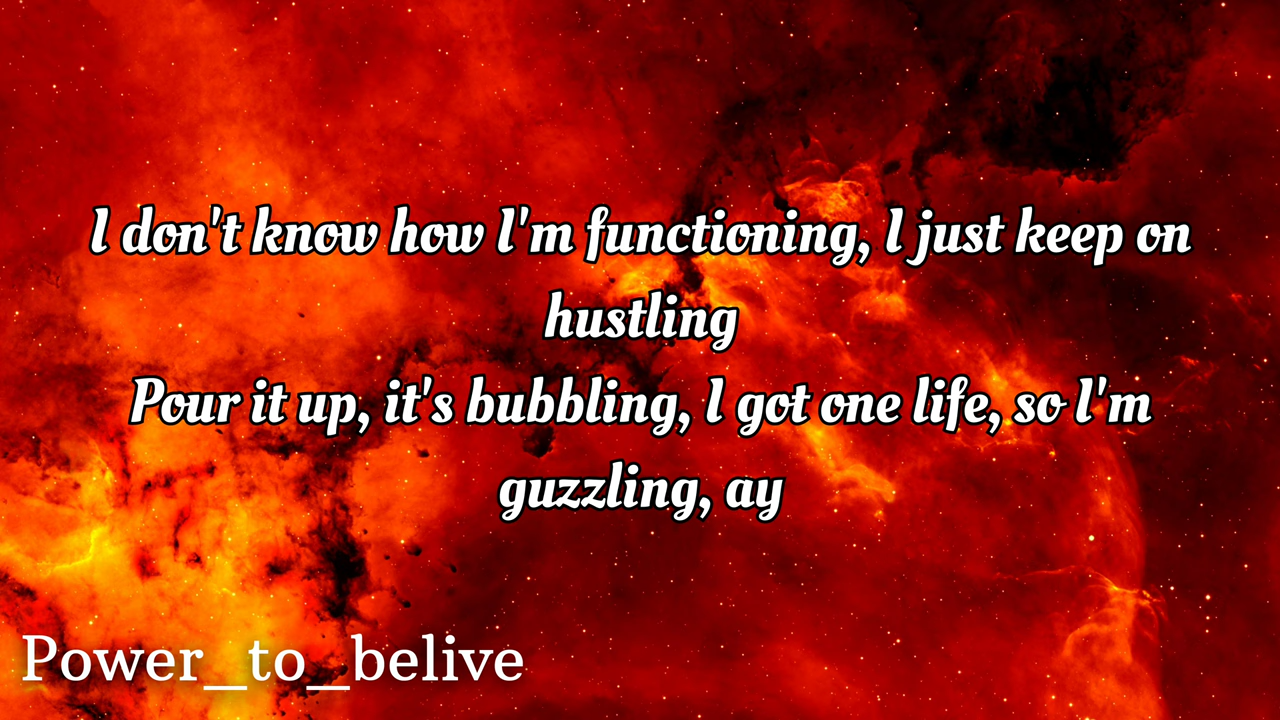 I don't know how I'm functioning, I just keep on
hustling
Pour it up, it's bubbling, I got one life, so I'm
guzzling, ay
Power_to_belive